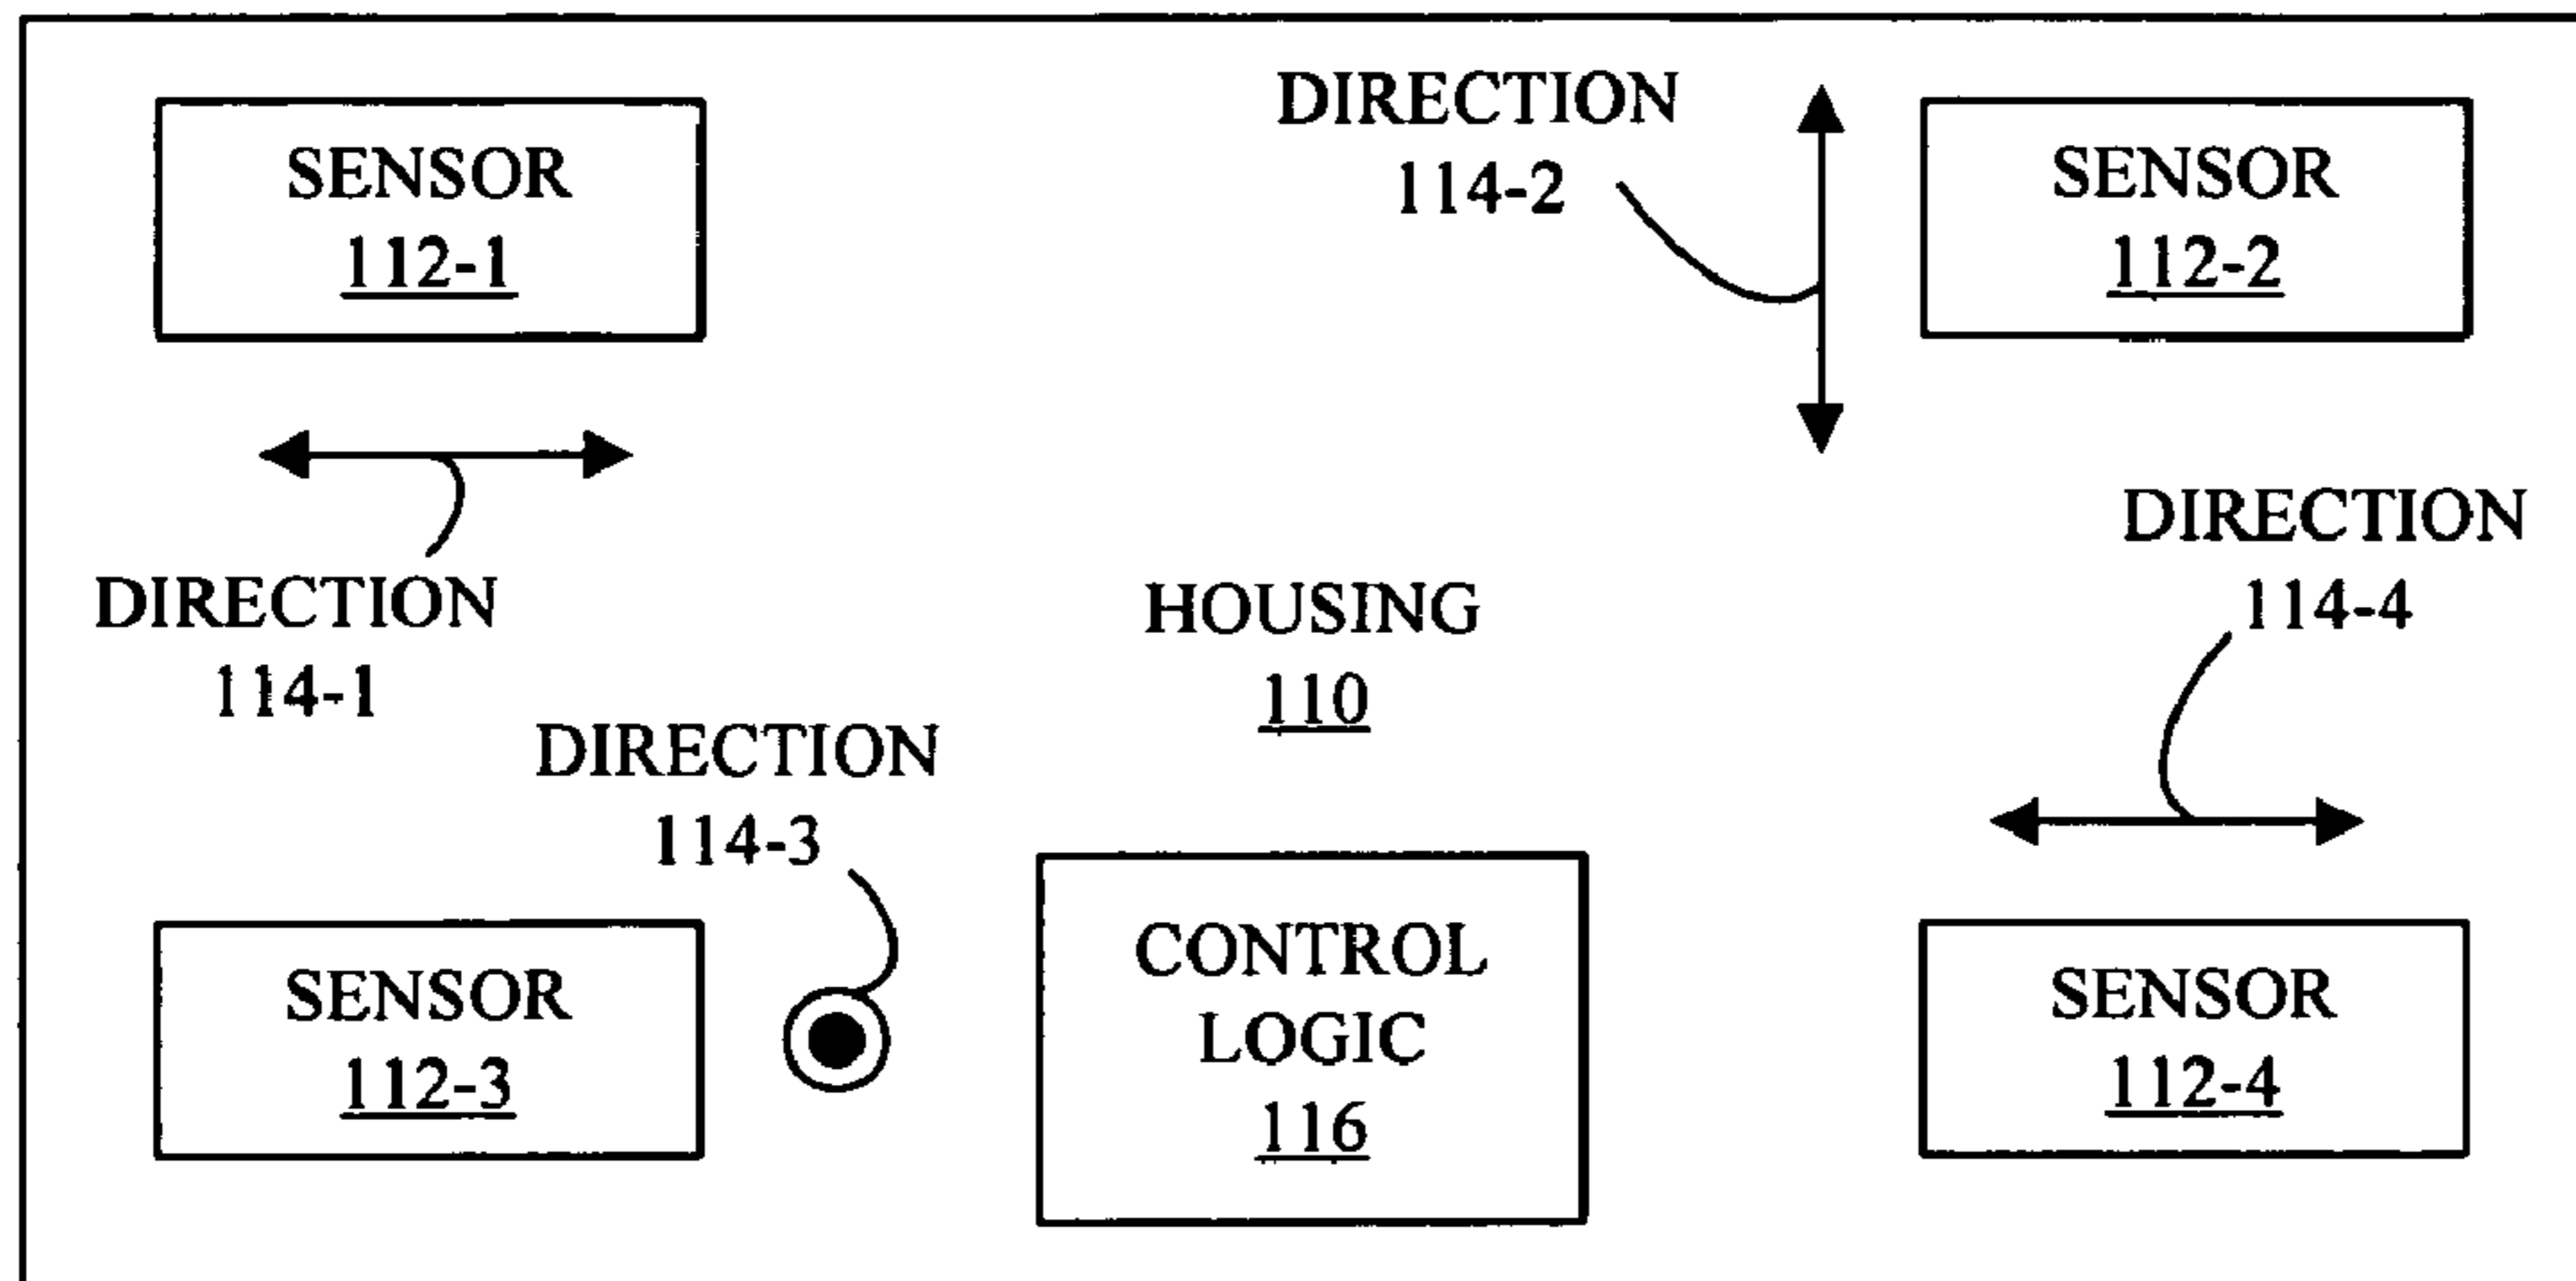 SENSOR
112-1
DIRECTION
114-2
SENSOR
112-2
DIRECTION
114-1
HOUSING
110
DIRECTION
114-4
DIRECTION
114-3
SENSOR
112-3
CONTROL
LOGIC
116
SENSOR
112-4